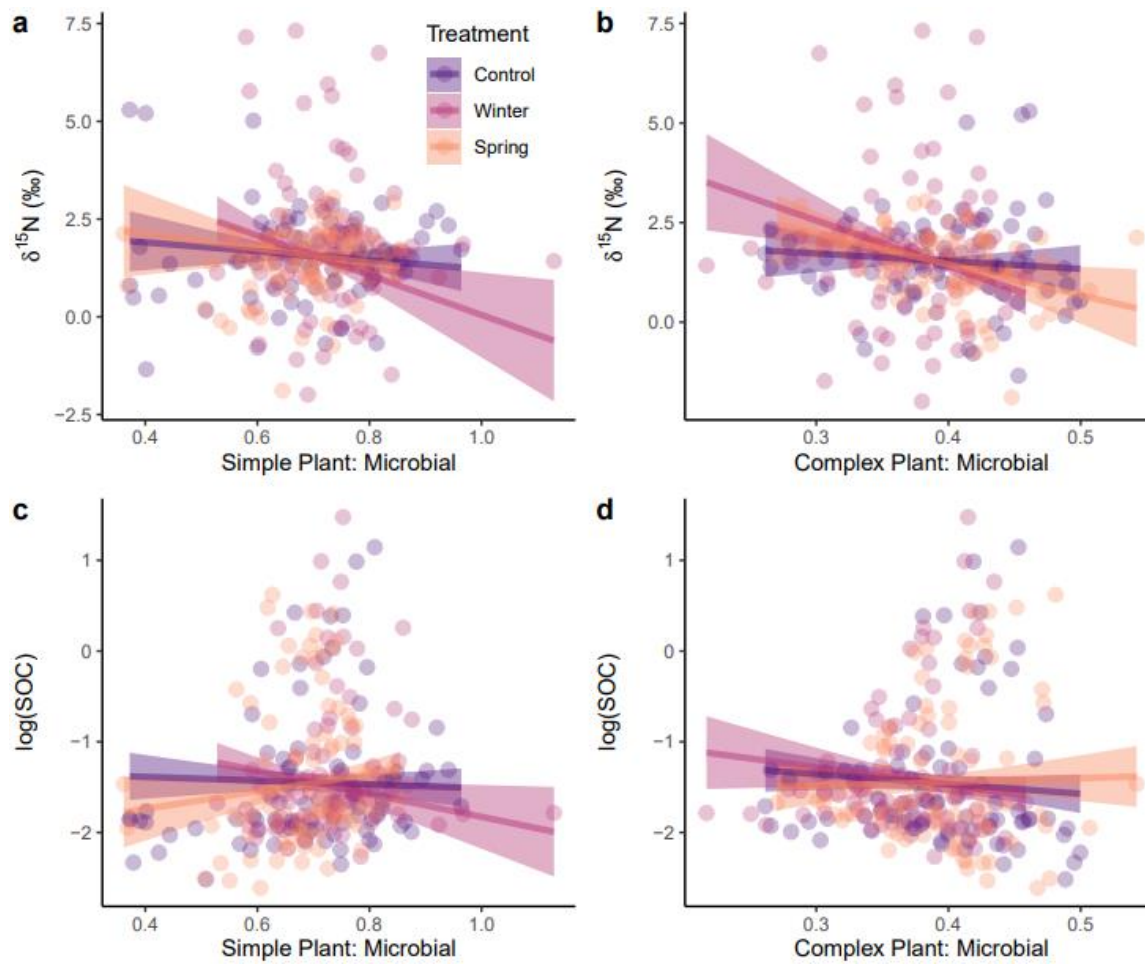 a
7.5
5.0
2.5
0.0
−2.5
δ¹⁵N (‰)
Treatment
Control
Winter
Spring
0.4 0.6 0.8 1.0
Simple Plant: Microbial
b
7.5
5.0
2.5
0.0
δ¹⁵N (‰)
0.3 0.4 0.5
Complex Plant: Microbial
c
1
0
−1
−2
log(SOC)
0.4 0.6 0.8 1.0
Simple Plant: Microbial
d
1
0
−1
−2
log(SOC)
0.3 0.4 0.5
Complex Plant: Microbial